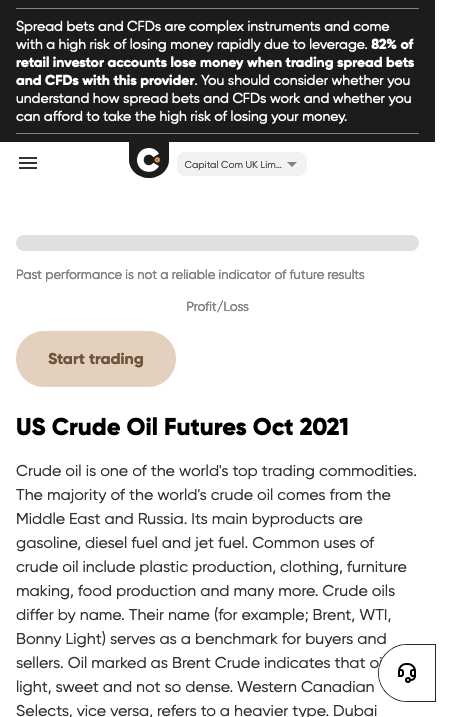 Spread bets and CFDs are complex instruments and come
with a high risk of losing money rapidly due to leverage. 82% of
retail investor accounts lose money when trading spread bets
and CFDs with this provider. You should consider whether you
understand how spread bets and CFDs work and whether you
can afford to take the high risk of losing your money.
Capital Com UK Lim...
Past performance is not a reliable indicator of future results
Profit/Loss
Start trading
US Crude Oil Futures Oct 2021
Crude oil is one of the world's top trading commodities.
The majority of the world's crude oil comes from the
Middle East and Russia. Its main byproducts are
gasoline, diesel fuel and jet fuel. Common uses of
crude oil include plastic production, clothing, furniture
making, food production and many more. Crude oils
differ by name. Their name (for example; Brent, WTI,
Bonny Light) serves as a benchmark for buyers and
sellers. Oil marked as Brent Crude indicates that
light, sweet and not so dense. Western Canadian
Selects, vice versa, refers to a heavier type. Dubai